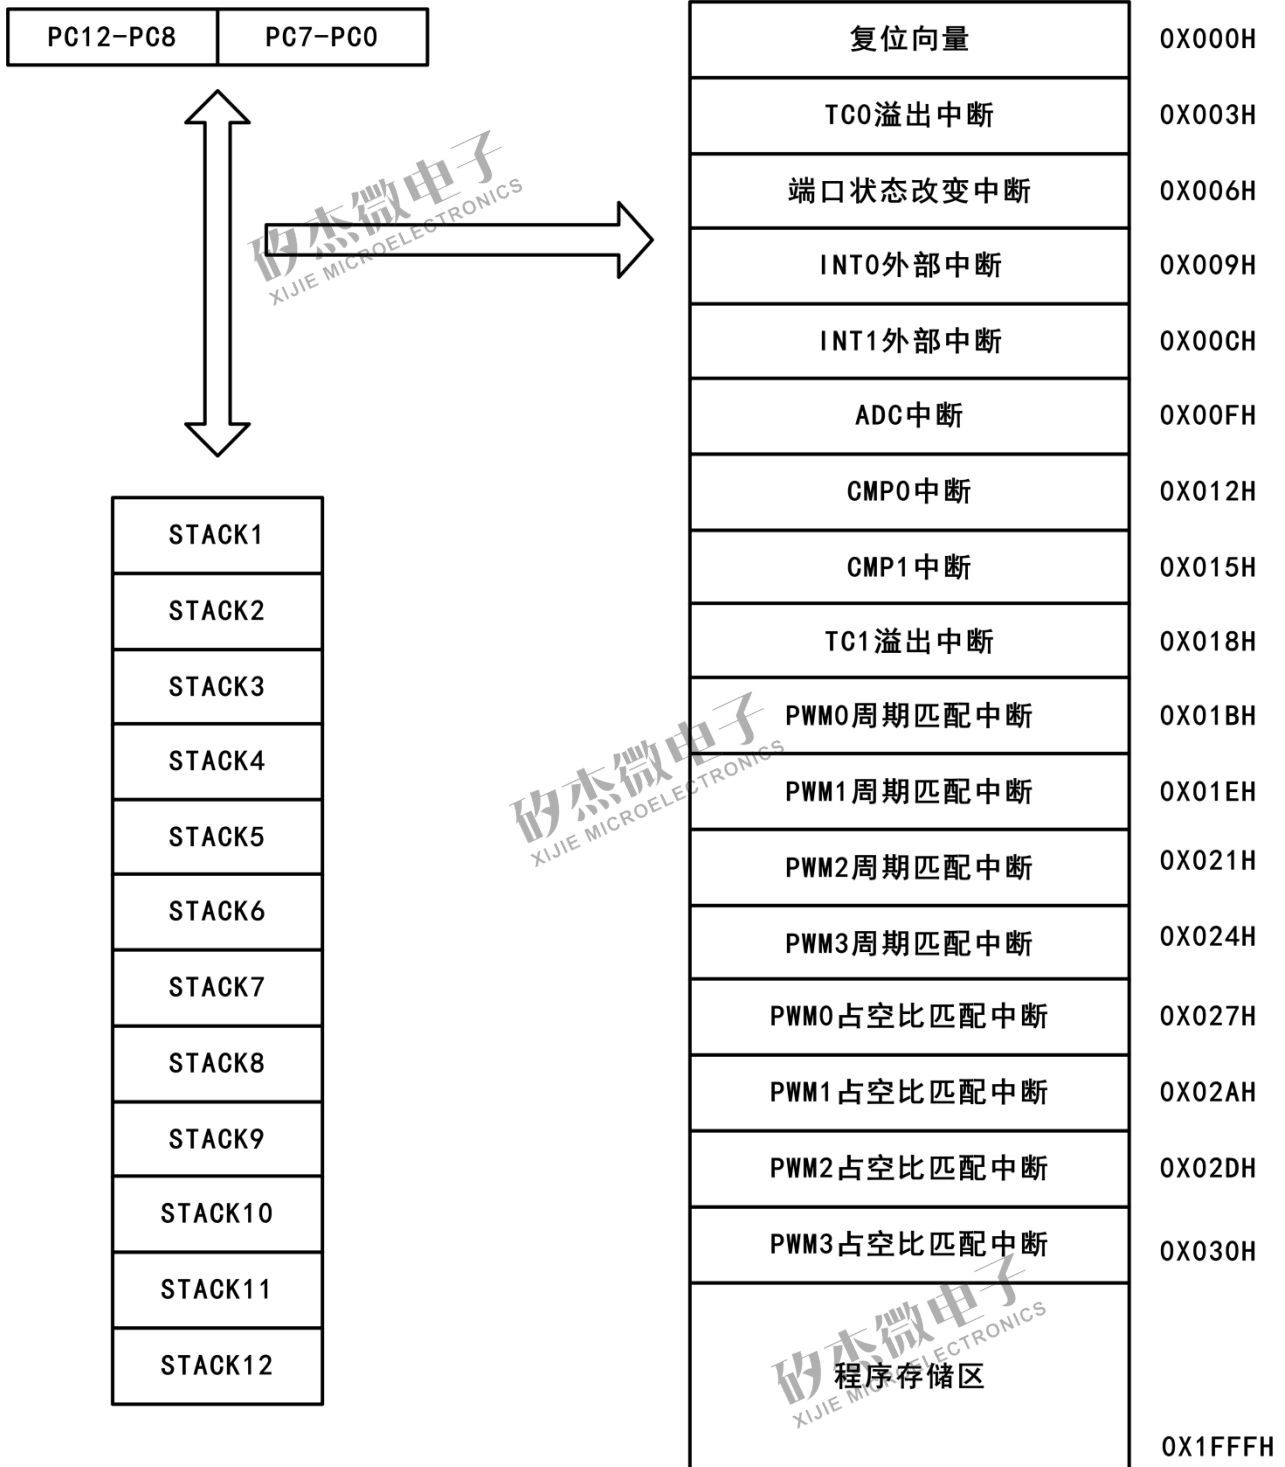 PC12-PC8 PC7-PC0
复位向量 0X000H
TC0溢出中断 0X003H
端口状态改变中断 0X006H
INT0外部中断 0X009H
INT1外部中断 0X00CH
ADC中断 0X00FH
CMP0中断 0X012H
CMP1中断 0X015H
TC1溢出中断 0X018H
PWM0周期匹配中断 0X01BH
PWM1周期匹配中断 0X01EH
PWM2周期匹配中断 0X021H
PWM3周期匹配中断 0X024H
PWM0占空比匹配中断 0X027H
PWM1占空比匹配中断 0X02AH
PWM2占空比匹配中断 0X02DH
PWM3占空比匹配中断 0X030H
程序存储区
0X1FFFH
STACK1
STACK2
STACK3
STACK4
STACK5
STACK6
STACK7
STACK8
STACK9
STACK10
STACK11
STACK12
矽杰微电子
XIJIE MICROELECTRONICS
矽杰微电子
XIJIE MICROELECTRONICS
矽杰微电子
XIJIE MICROELECTRONICS